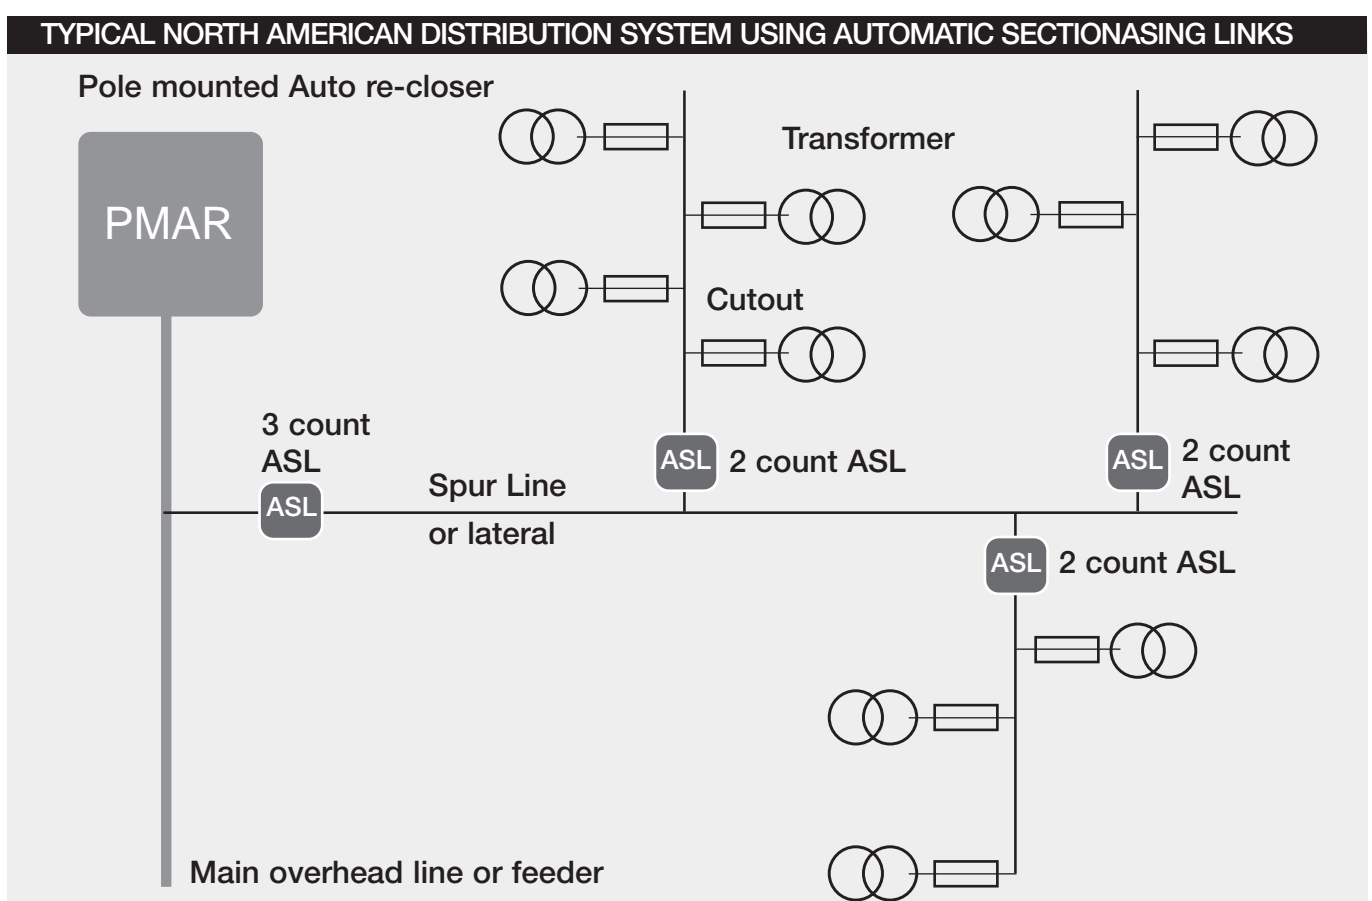 TYPICAL NORTH AMERICAN DISTRIBUTION SYSTEM USING AUTOMATIC SECTIONASING LINKS
Pole mounted Auto re-closer
PMAR
Transformer
Cutout
3 count
ASL
ASL
Spur Line
or lateral
ASL
2 count ASL
ASL
2 count
ASL
ASL
2 count ASL
Main overhead line or feeder